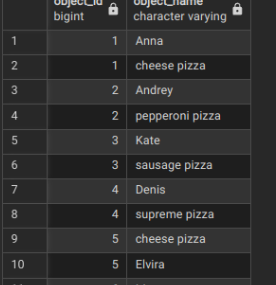 object_id object_name
bigint character varying
1 1 Anna
2 1 cheese pizza
3 2 Andrey
4 2 pepperoni pizza
5 3 Kate
6 3 sausage pizza
7 4 Denis
8 4 supreme pizza
9 5 cheese pizza
10 5 Elvira